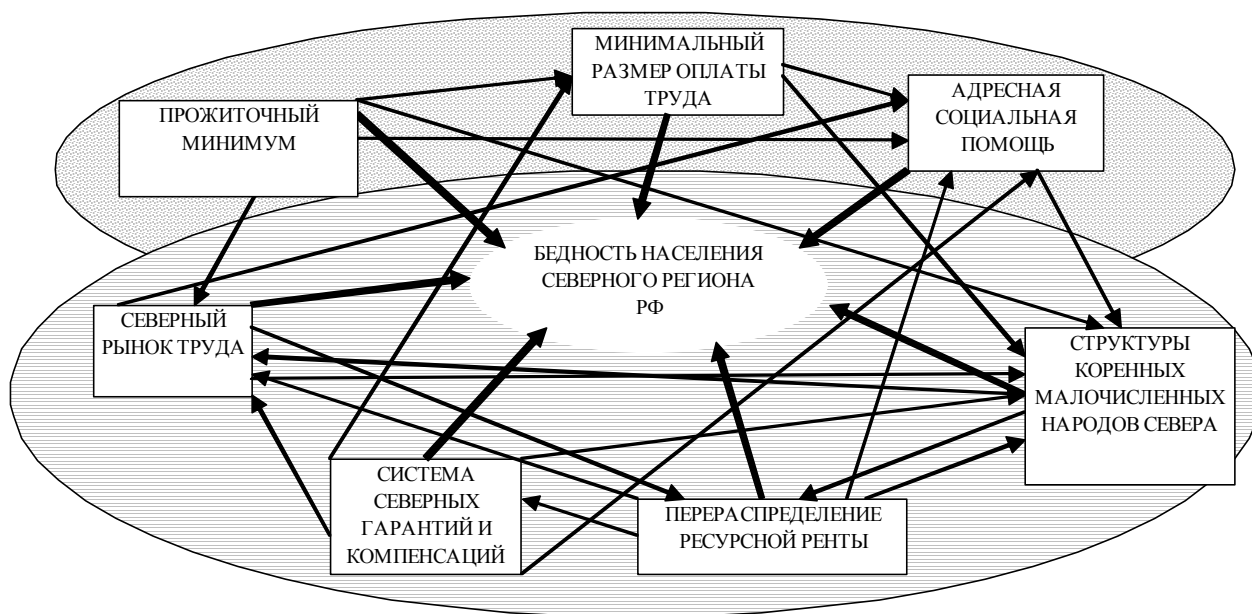 МИНИМАЛЬНЫЙ
РАЗМЕР ОПЛАТЫ
ТРУДА
ПРОЖИТОЧНЫЙ
МИНИМУМ
АДРЕСНАЯ
СОЦИАЛЬНАЯ
ПОМОЩЬ
БЕДНОСТЬ НАСЕЛЕНИЯ
СЕВЕРНОГО РЕГИОНА
РФ
СЕВЕРНЫЙ
РЫНОК ТРУДА
СТРУКТУРЫ
КОРЕННЫХ
МАЛОЧИСЛЕННЫХ
НАРОДОВ СЕВЕРА
СИСТЕМА
СЕВЕРНЫХ
ГАРАНТИЙ И
КОМПЕНСАЦИЙ
ПЕРЕРАСПРЕДЕЛЕНИЕ
РЕСУРСНОЙ РЕНТЫ